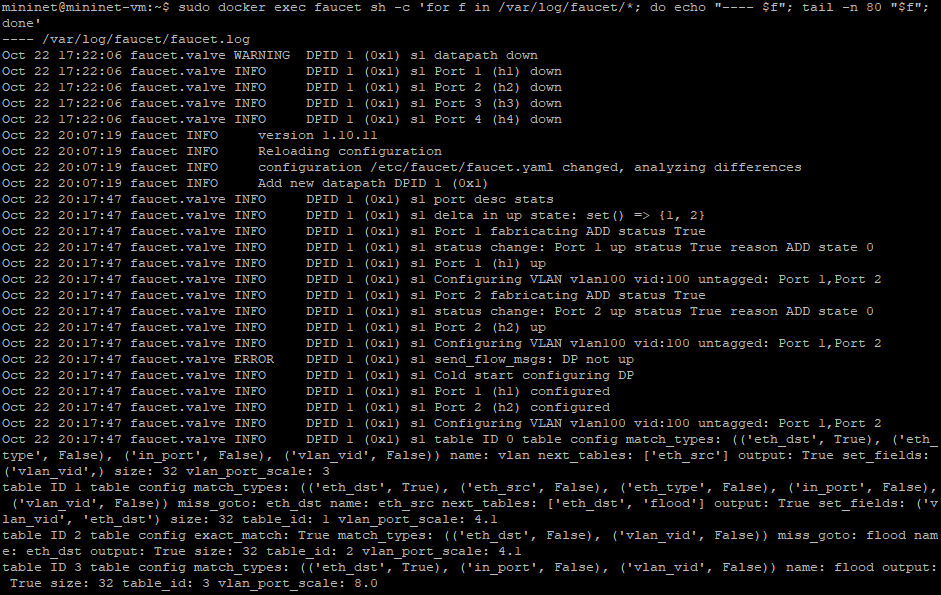 mininet@mininet-vm:~$ sudo docker exec faucet sh -c 'for f in /var/log/faucet/*; do echo "---- $f"; tail -n 80 "$f";
done'
---- /var/log/faucet/faucet.log
Oct 22 17:22:06 faucet.valve WARNING  DPID 1 (0x1) s1 datapath down
Oct 22 17:22:06 faucet.valve INFO     DPID 1 (0x1) s1 Port 1 (h1) down
Oct 22 17:22:06 faucet.valve INFO     DPID 1 (0x1) s1 Port 2 (h2) down
Oct 22 17:22:06 faucet.valve INFO     DPID 1 (0x1) s1 Port 3 (h3) down
Oct 22 17:22:06 faucet.valve INFO     DPID 1 (0x1) s1 Port 4 (h4) down
Oct 22 20:07:19 faucet INFO     version 1.10.11
Oct 22 20:07:19 faucet INFO     Reloading configuration
Oct 22 20:07:19 faucet INFO     configuration /etc/faucet/faucet.yaml changed, analyzing differences
Oct 22 20:07:19 faucet INFO     Add new datapath DPID 1 (0x1)
Oct 22 20:17:47 faucet.valve INFO     DPID 1 (0x1) s1 port desc stats
Oct 22 20:17:47 faucet.valve INFO     DPID 1 (0x1) s1 delta in up state: set() => {1, 2}
Oct 22 20:17:47 faucet.valve INFO     DPID 1 (0x1) s1 Port 1 fabricating ADD status True
Oct 22 20:17:47 faucet.valve INFO     DPID 1 (0x1) s1 status change: Port 1 up status True reason ADD state 0
Oct 22 20:17:47 faucet.valve INFO     DPID 1 (0x1) s1 Port 1 (h1) up
Oct 22 20:17:47 faucet.valve INFO     DPID 1 (0x1) s1 Configuring VLAN vlan100 vid:100 untagged: Port 1,Port 2
Oct 22 20:17:47 faucet.valve INFO     DPID 1 (0x1) s1 Port 2 fabricating ADD status True
Oct 22 20:17:47 faucet.valve INFO     DPID 1 (0x1) s1 status change: Port 2 up status True reason ADD state 0
Oct 22 20:17:47 faucet.valve INFO     DPID 1 (0x1) s1 Port 2 (h2) up
Oct 22 20:17:47 faucet.valve INFO     DPID 1 (0x1) s1 Configuring VLAN vlan100 vid:100 untagged: Port 1,Port 2
Oct 22 20:17:47 faucet.valve ERROR    DPID 1 (0x1) s1 send_flow_msgs: DP not up
Oct 22 20:17:47 faucet.valve INFO     DPID 1 (0x1) s1 Cold start configuring DP
Oct 22 20:17:47 faucet.valve INFO     DPID 1 (0x1) s1 Port 1 (h1) configured
Oct 22 20:17:47 faucet.valve INFO     DPID 1 (0x1) s1 Port 2 (h2) configured
Oct 22 20:17:47 faucet.valve INFO     DPID 1 (0x1) s1 Configuring VLAN vlan100 vid:100 untagged: Port 1,Port 2
Oct 22 20:17:47 faucet.valve INFO     DPID 1 (0x1) s1 table ID 0 table config match_types: (('eth_dst', True), ('eth_
type', False), ('in_port', False), ('vlan_vid', False)) name: vlan next_tables: ['eth_src'] output: True set_fields:
('vlan_vid',) size: 32 vlan_port_scale: 3
table ID 1 table config match_types: (('eth_dst', True), ('eth_src', False), ('eth_type', False), ('in_port', False),
 ('vlan_vid', False)) miss_goto: eth_dst name: eth_src next_tables: ['eth_dst', 'flood'] output: True set_fields: ('v
lan_vid', 'eth_dst') size: 32 table_id: 1 vlan_port_scale: 4.1
table ID 2 table config exact_match: True match_types: (('eth_dst', False), ('vlan_vid', False)) miss_goto: flood nam
e: eth_dst output: True size: 32 table_id: 2 vlan_port_scale: 4.1
table ID 3 table config match_types: (('eth_dst', True), ('in_port', False), ('vlan_vid', False)) name: flood output:
 True size: 32 table_id: 3 vlan_port_scale: 8.0